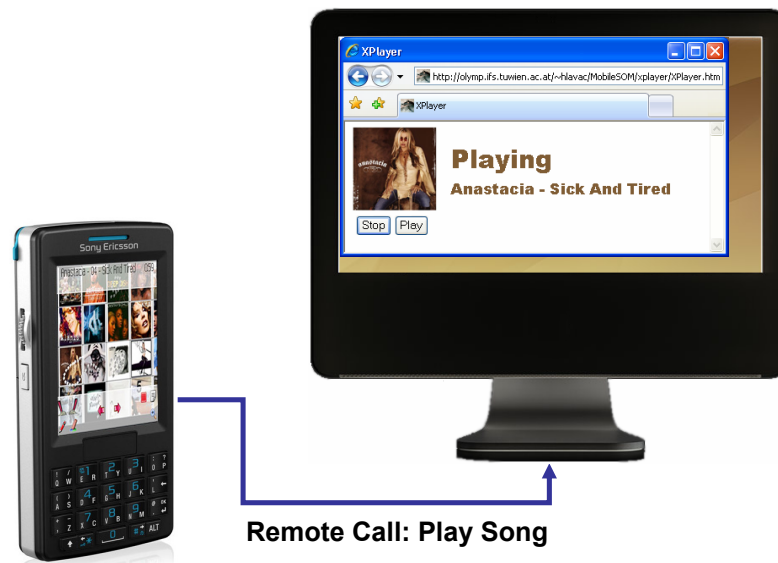 XPlayer
http://olymp.ifs.tuwien.ac.at/~hlavac/MobileSOM/xplayer/XPlayer.htm
XPlayer
anastacia
Playing
Anastacia - Sick And Tired
Stop Play
Sony Ericsson
Anastacia - 04 - Sick And Tired
Q W E R T Y U I O P
A S D F G H J K L
Z X C V B N M
ALT
Remote Call: Play Song